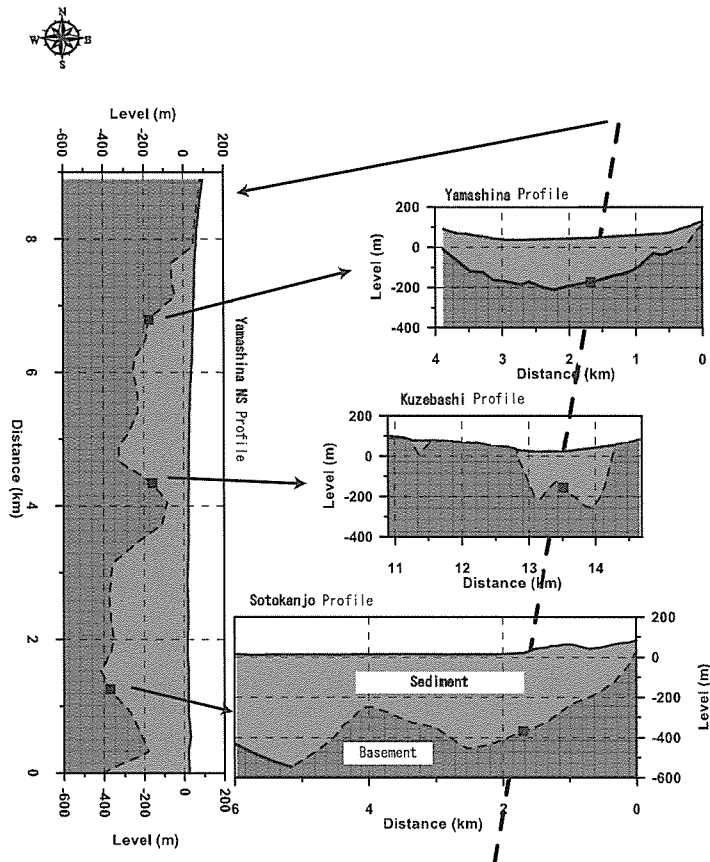 N
W B
S
Level (m)
-600 -400 -200 0 200
Yamashina NS Profile
Distance (km)
8
6
4
2
0
-600 -400 -200 0 200
Level (m)
Yamashina Profile
Level (m)
200
0
-200
-400
4 3 2 1 0
Distance (km)
Kuzebashi Profile
Level (m)
200
0
-200
-400
11 12 13 14
Distance (km)
Sotokanjo Profile
Sediment
Basement
200
0
-200
-400
-600
Level (m)
6 4 2 0
Distance (km)